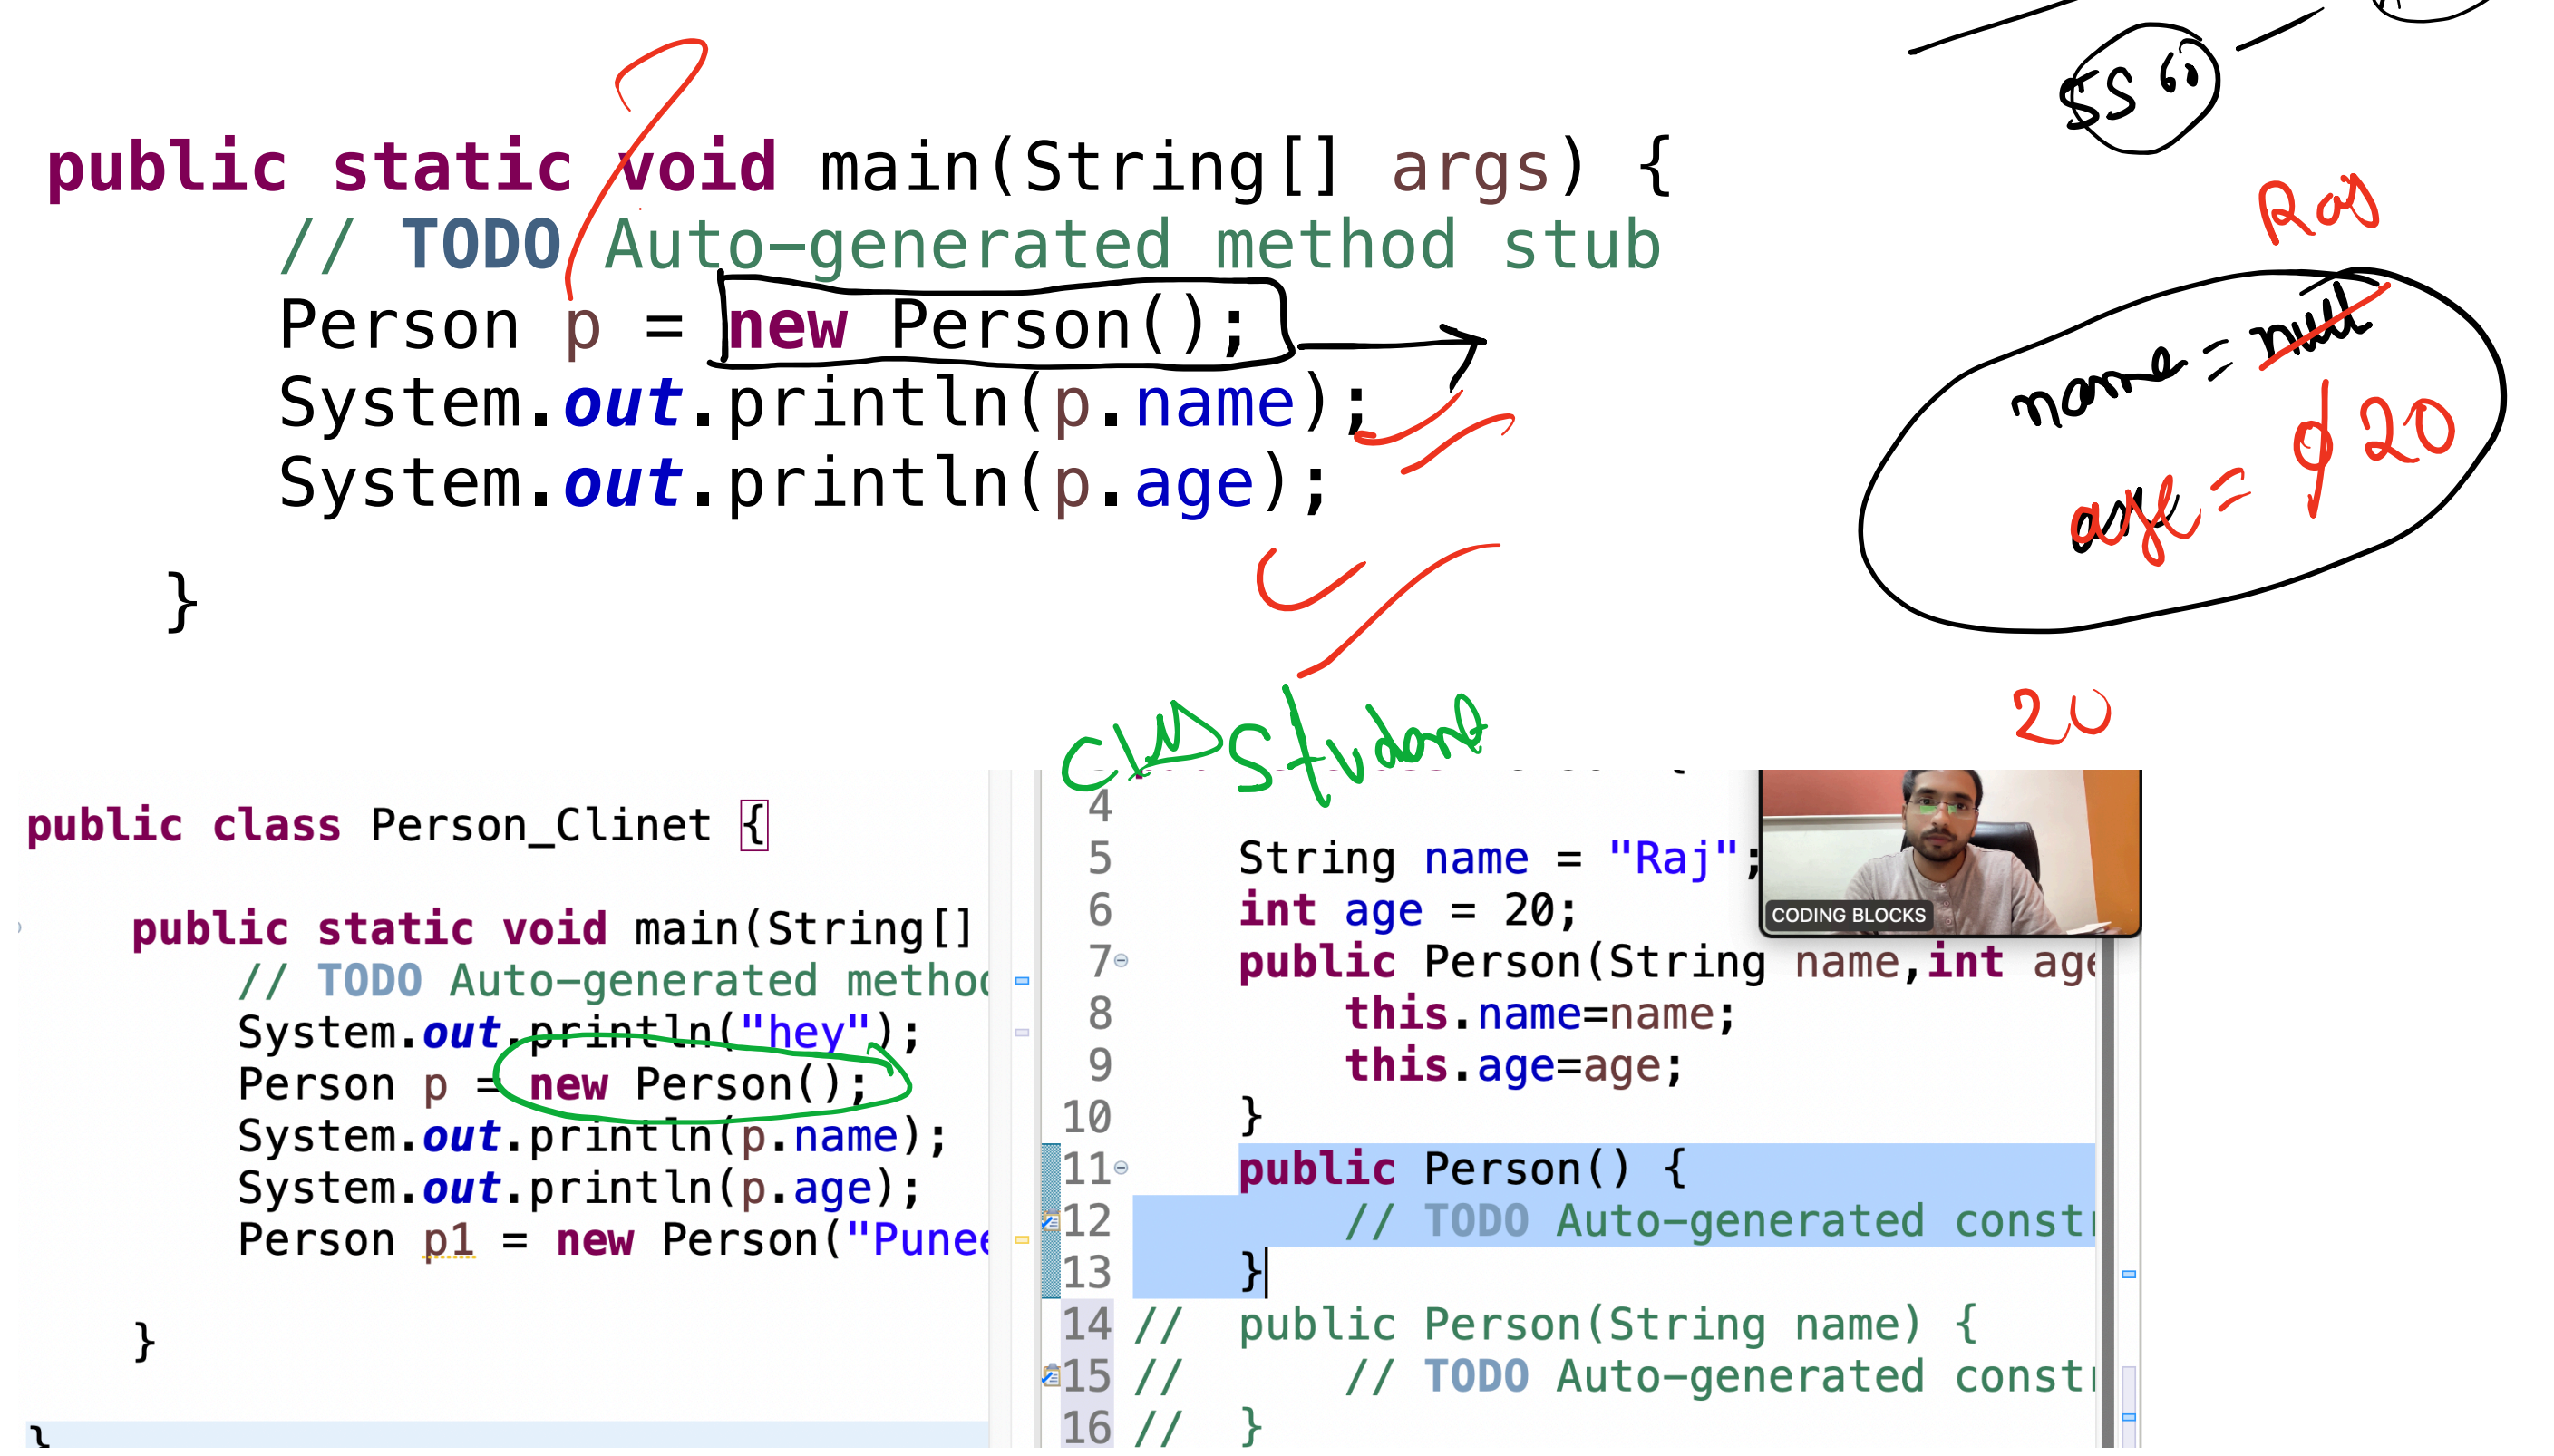 5560
public static void main(String[] args) {
Raj
// TODO Auto-generated method stub
Person p = new Person();
name = null
System.out.println(p.name);
age = 0 20
System.out.println(p.age);
}
20
class Student
public class Person_Clinet {
public static void main(String[]
// TODO Auto-generated method
System.out.println("hey");
Person p = new Person();
System.out.println(p.name);
System.out.println(p.age);
Person p1 = new Person("Punee
}
}
4
5 String name = "Raj";
6 int age = 20;
7 public Person(String name,int age
8 this.name=name;
9 this.age=age;
10 }
11 public Person() {
12 // TODO Auto-generated constr
13 }
14 // public Person(String name) {
15 // // TODO Auto-generated constr
16 // }
CODING BLOCKS